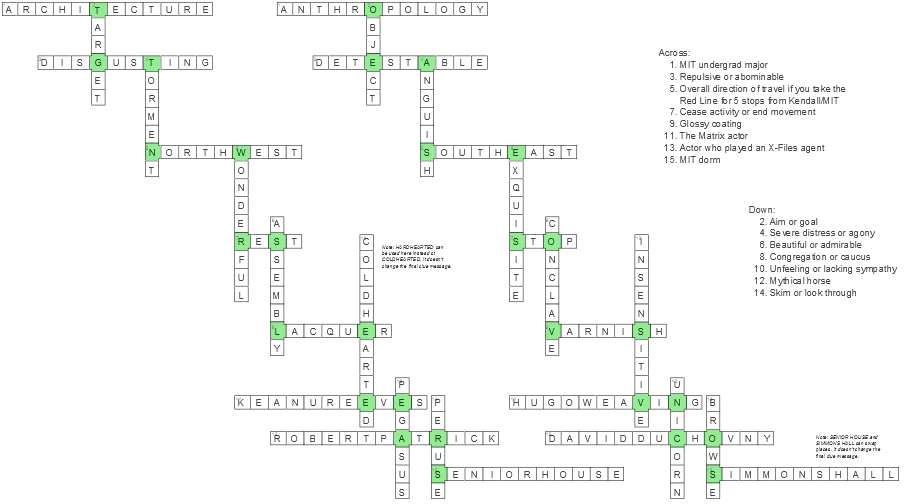 ARCHITECTURE
ANTHROPOLOGY
TARGET
OBJECT
DISGUSTING
DETESTABLE
TORMENT
ANGUISH
NORTHWEST
SOUTHEAST
WONDERFUL
EXQUISITE
ASSEMBLY
CONCLAVE
REST
STOP
COLDHEARTED
INSENSITIVE
LACQUER
VARNISH
PEGASUS
UNICORN
KEANUREEVES
HUGOWEAVING
PERUSE
BROWSE
ROBERTPATRICK
DAVIDDUCHOVNY
SENIORHOUSE
SIMMONSHALL
Across:
1. MIT undergrad major
3. Repulsive or abominable
5. Overall direction of travel if you take the
Red Line for 5 stops from Kendall/MIT
7. Cease activity or end movement
9. Glossy coating
11. The Matrix actor
13. Actor who played an X-Files agent
15. MIT dorm
Down:
2. Aim or goal
4. Severe distress or agony
6. Beautiful or admirable
8. Congregation or caucus
10. Unfeeling or lacking sympathy
12. Mythical horse
14. Skim or look through
Note: HARDHEARTED can
be used here instead of
COLDHEARTED. It doesn't
change the final clue message.
Note: SENIOR HOUSE and
SIMMONS HALL can swap
places. It doesn't change the
final clue message.